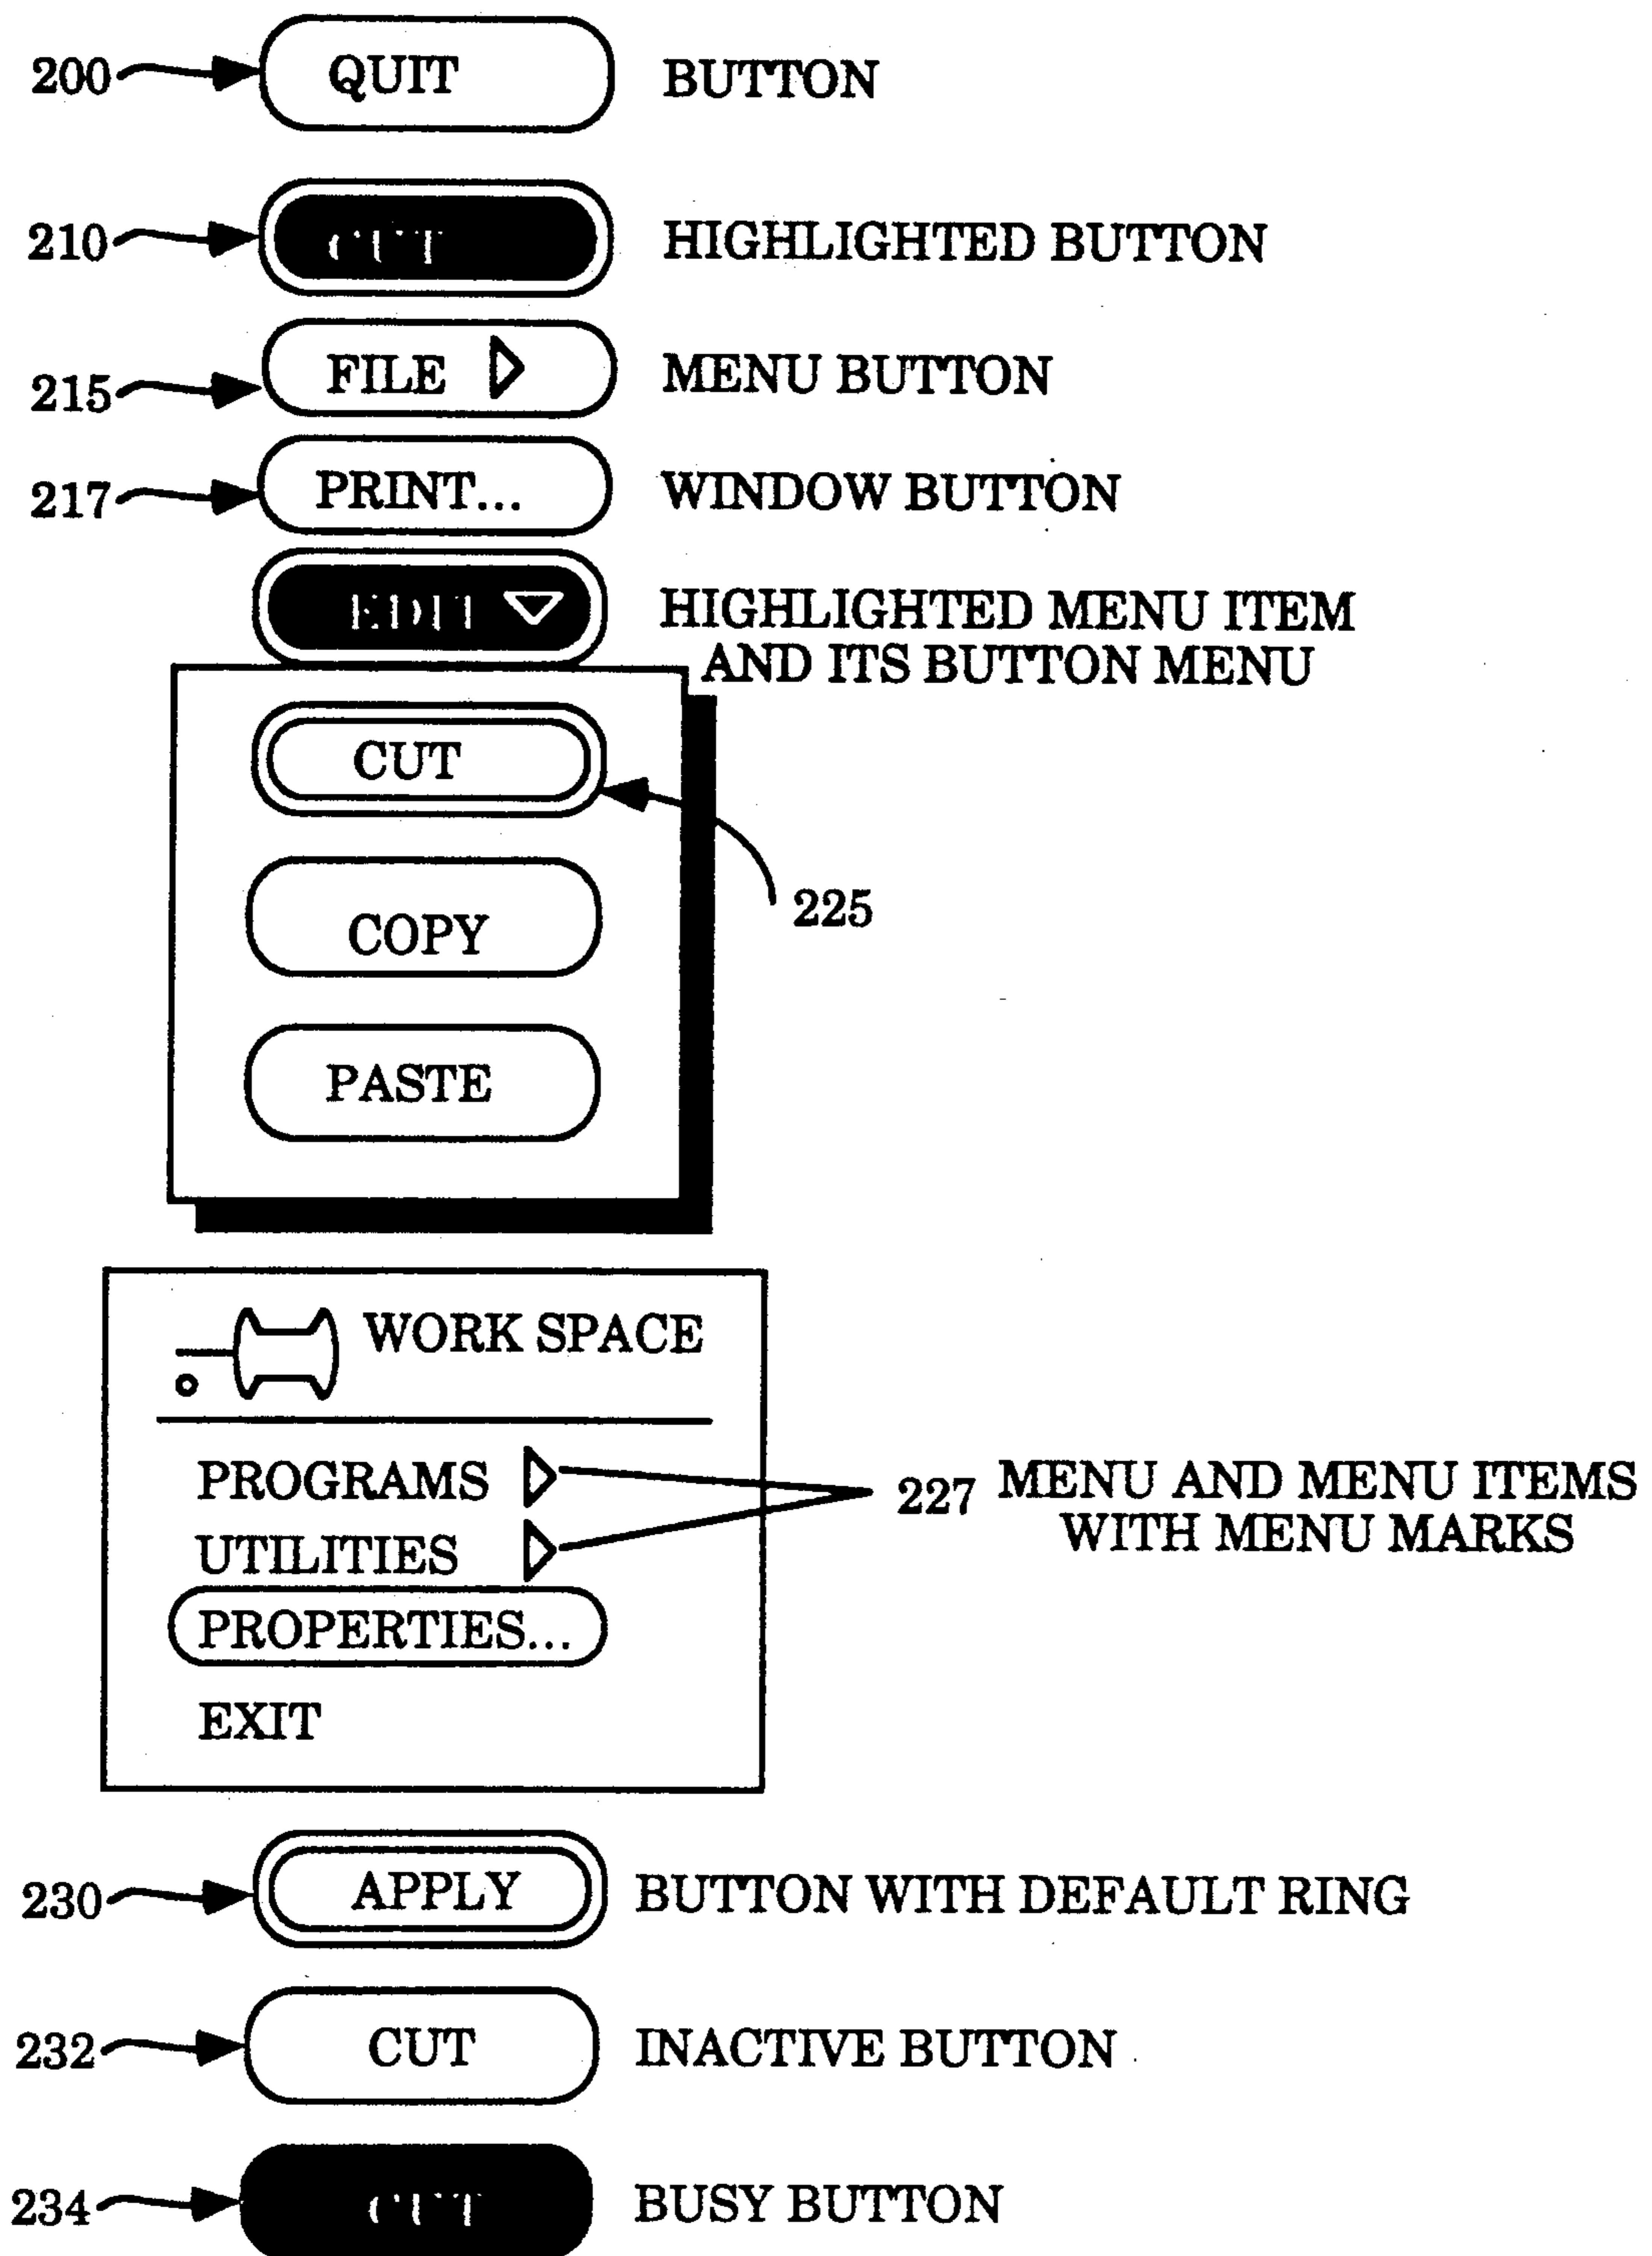 200 QUIT BUTTON
210 CUT HIGHLIGHTED BUTTON
215 FILE MENU BUTTON
217 PRINT... WINDOW BUTTON
EDIT HIGHLIGHTED MENU ITEM
AND ITS BUTTON MENU
CUT
225
COPY
PASTE
WORK SPACE
PROGRAMS 227 MENU AND MENU ITEMS
UTILITIES WITH MENU MARKS
PROPERTIES...
EXIT
230 APPLY BUTTON WITH DEFAULT RING
232 CUT INACTIVE BUTTON
234 CUT BUSY BUTTON